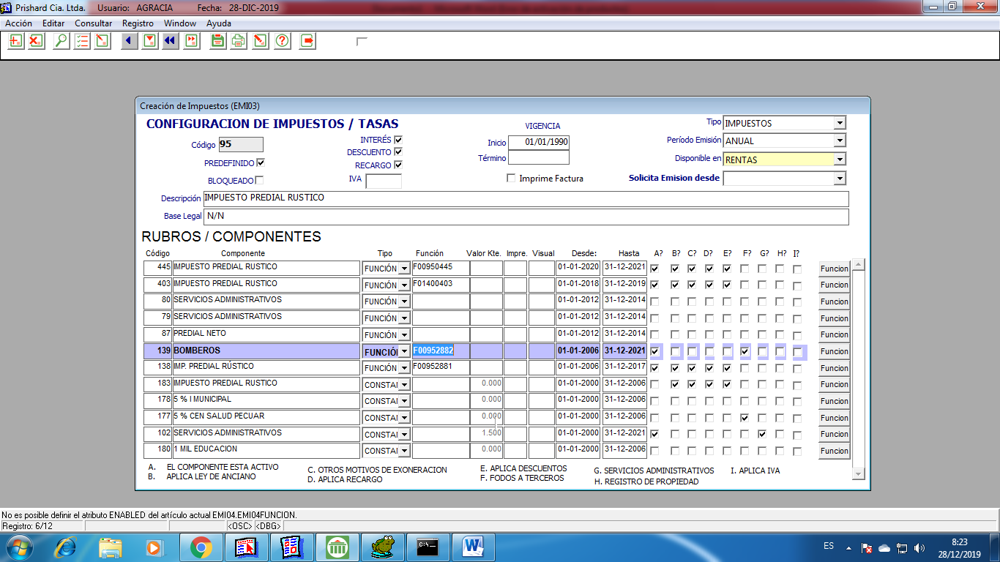 Prishard Cia. Ltda. Usuario: AGRACIA Fecha: 28-DIC-2019
Acción Editar Consultar Registro Window Ayuda
Creación de Impuestos (EMI03)
CONFIGURACION DE IMPUESTOS / TASAS
Código 95
PREDEFINIDO
BLOQUEADO
INTERÉS
DESCUENTO
RECARGO
IVA
VIGENCIA
Inicio 01/01/1990
Término
Imprime Factura
Tipo IMPUESTOS
Período Emisión ANUAL
Disponible en RENTAS
Solicita Emision desde
Descripción IMPUESTO PREDIAL RUSTICO
Base Legal N/N
RUBROS / COMPONENTES
Código Componente Tipo Función Valor Kte. Impre. Visual Desde: Hasta A? B? C? D? E? F? G? H? I?
445 IMPUESTO PREDIAL RUSTICO FUNCIÓN F00950445 01-01-2020 31-12-2021 Funcion
403 IMPUESTO PREDIAL RUSTICO FUNCIÓN F01400403 01-01-2018 31-12-2019 Funcion
80 SERVICIOS ADMINISTRATIVOS FUNCIÓN 01-01-2012 31-12-2014 Funcion
79 SERVICIOS ADMINISTRATIVOS FUNCIÓN 01-01-2012 31-12-2014 Funcion
87 PREDIAL NETO FUNCIÓN 01-01-2012 31-12-2014 Funcion
139 BOMBEROS FUNCIÓN F00952882 01-01-2006 31-12-2021 Funcion
138 IMP. PREDIAL RÚSTICO FUNCIÓN F00952881 01-01-2006 31-12-2017 Funcion
183 IMPUESTO PREDIAL RUSTICO CONSTAI 0.000 01-01-2000 31-12-2006 Funcion
178 5 % I MUNICIPAL CONSTAI 0.000 01-01-2000 31-12-2006 Funcion
177 5 % CEN SALUD PECUAR CONSTAI 0.000 01-01-2000 31-12-2006 Funcion
102 SERVICIOS ADMINISTRATIVOS CONSTAI 1.500 01-01-2000 31-12-2021 Funcion
180 1 MIL EDUCACION CONSTAI 0.000 01-01-2000 31-12-2006 Funcion
A. EL COMPONENTE ESTA ACTIVO
B. APLICA LEY DE ANCIANO
C. OTROS MOTIVOS DE EXONERACION
D. APLICA RECARGO
E. APLICA DESCUENTOS
F. FODOS A TERCEROS
G. SERVICIOS ADMINISTRATIVOS
H. REGISTRO DE PROPIEDAD
I. APLICA IVA
No es posible definir el atributo ENABLED del artículo actual EMI04.EMI04FUNCION.
Registro: 6/12 <OSC> <DBG>
ES
8:23
28/12/2019